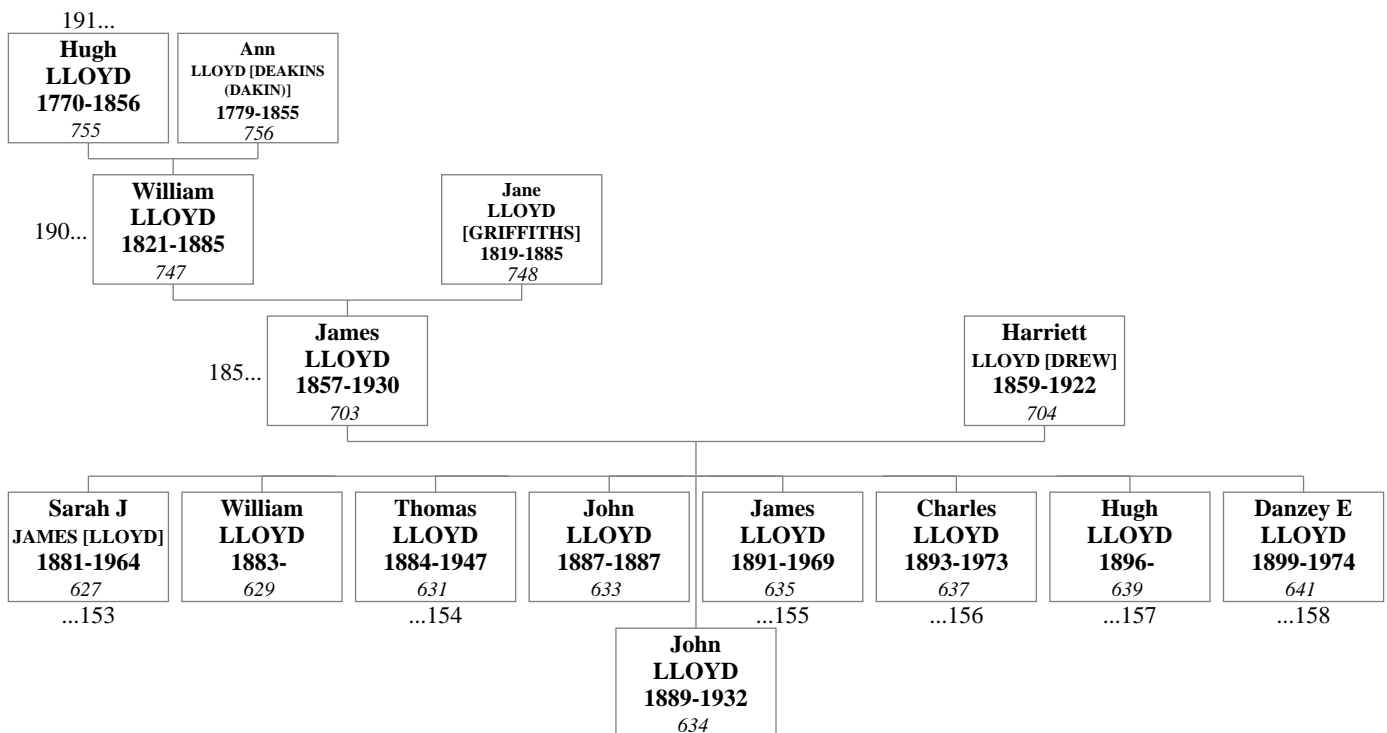 191...
Hugh
LLOYD
1770-1856
755
Ann
LLOYD [DEAKINS
(DAKIN)]
1779-1855
756
190...
William
LLOYD
1821-1885
747
Jane
LLOYD
[GRIFFITHS]
1819-1885
748
185...
James
LLOYD
1857-1930
703
Harriett
LLOYD [DREW]
1859-1922
704
Sarah J
JAMES [LLOYD]
1881-1964
627
...153
William
LLOYD
1883-
629
Thomas
LLOYD
1884-1947
631
...154
John
LLOYD
1887-1887
633
James
LLOYD
1891-1969
635
...155
Charles
LLOYD
1893-1973
637
...156
Hugh
LLOYD
1896-
639
...157
Danzey E
LLOYD
1899-1974
641
...158
John
LLOYD
1889-1932
634